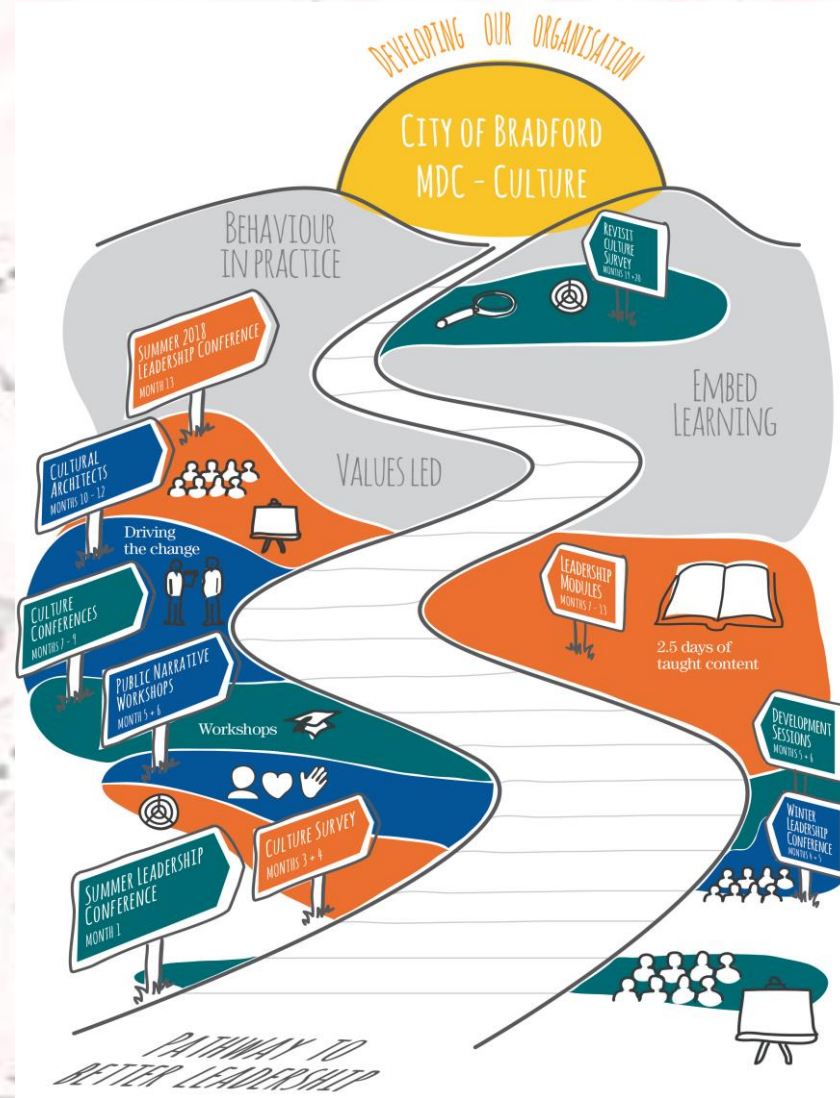 DEVELOPING OUR ORGANISATION
CITY OF BRADFORD
MDC - CULTURE
BEHAVIOUR
IN PRACTICE
REVISIT
CULTURE
SURVEY
MONTHS 19 + 20
SUMMER 2018
LEADERSHIP CONFERENCE
MONTH 13
EMBED
LEARNING
CULTURAL
ARCHITECTS
MONTHS 10 - 12
VALUES LED
Driving
the change
LEADERSHIP
MODULES
MONTHS 7 - 13
2.5 days of
taught content
CULTURE
CONFERENCES
MONTHS 7 - 9
PUBLIC NARRATIVE
WORKSHOPS
MONTH 5 + 6
Workshops
DEVELOPMENT
SESSIONS
MONTHS 5 + 6
WINTER
LEADERSHIP
CONFERENCE
MONTHS 4 + 5
CULTURE SURVEY
MONTHS 3 + 4
SUMMER LEADERSHIP
CONFERENCE
MONTH 1
PATHWAY TO
BETTER LEADERSHIP